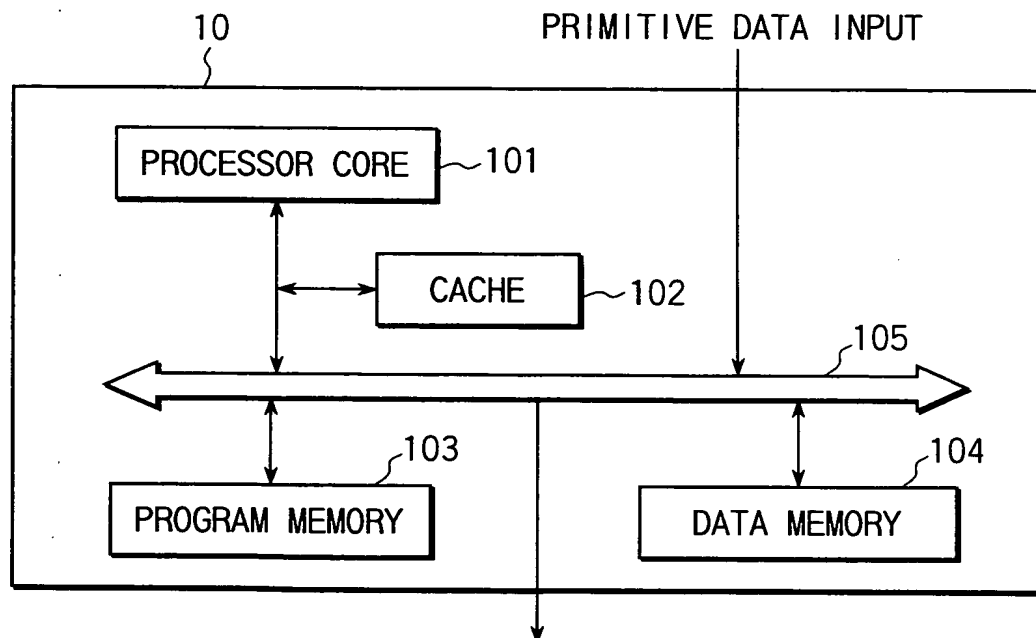 PRIMITIVE DATA INPUT
10
PROCESSOR CORE
101
CACHE
102
105
103
104
PROGRAM MEMORY
DATA MEMORY